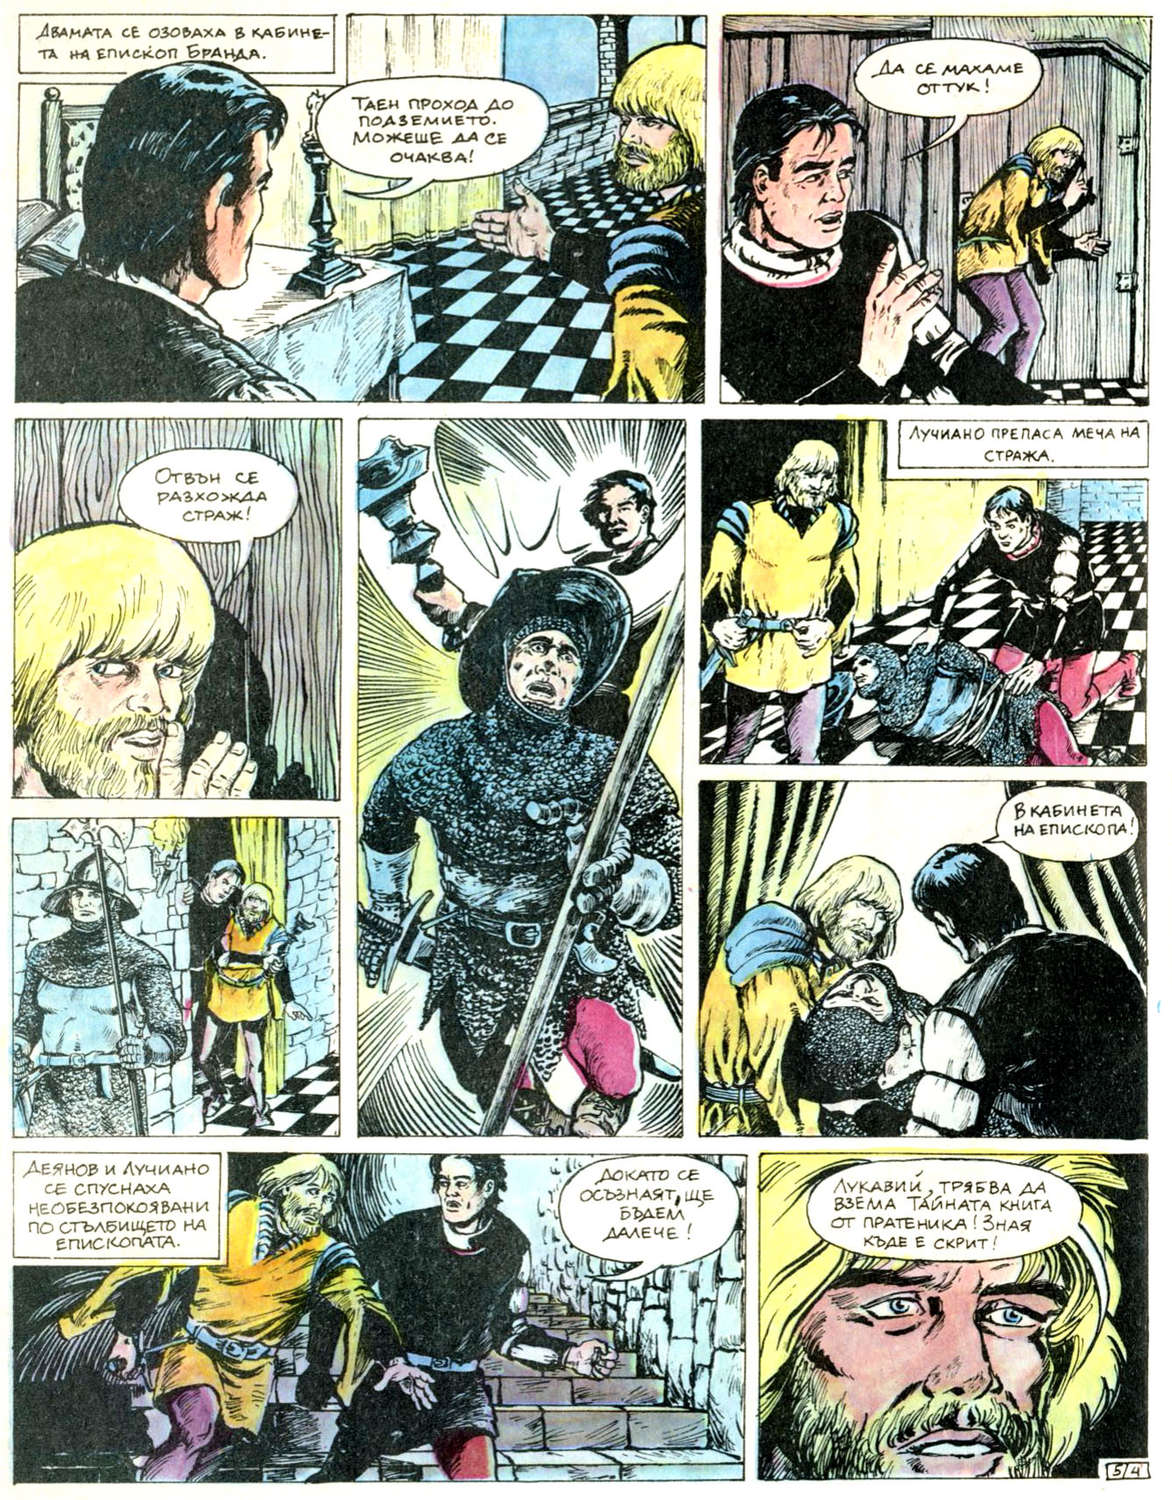 ДВАМАТА СЕ ОЗОВАХА В КАБИНЕ-
ТА НА ЕПИСКОП БРАНДА.
ТАЕН ПРОХОД ДО
ПОДЗЕМИЕТО.
МОЖЕШЕ ДА СЕ
ОЧАКВА!
ДА СЕ МАХАМЕ
ОТТУК!
ОТВЪН СЕ
РАЗХОЖДА
СТРАЖ!
ЛУЧИАНО ПРЕПАСА МЕЧА НА
СТРАЖА.
В КАБИНЕТА
НА ЕПИСКОПА!
ДЕЯНОВ И ЛУЧИАНО
СЕ СПУСНАХА
НЕОБЕЗПОКОЯВАНИ
ПО СТЪЛБИЩЕТО НА
ЕПИСКОПАТА.
ДОКАТО СЕ
ОСЪЗНАЯТ, ЩЕ
БЪДЕМ
ДАЛЕЧЕ!
ЛУКАВИЙ, ТРЯБВА ДА
ВЗЕМА ТАЙНАТА КНИГА
ОТ ПРАТЕНИКА! ЗНАЯ
КЪДЕ Е СКРИТ!
5/4